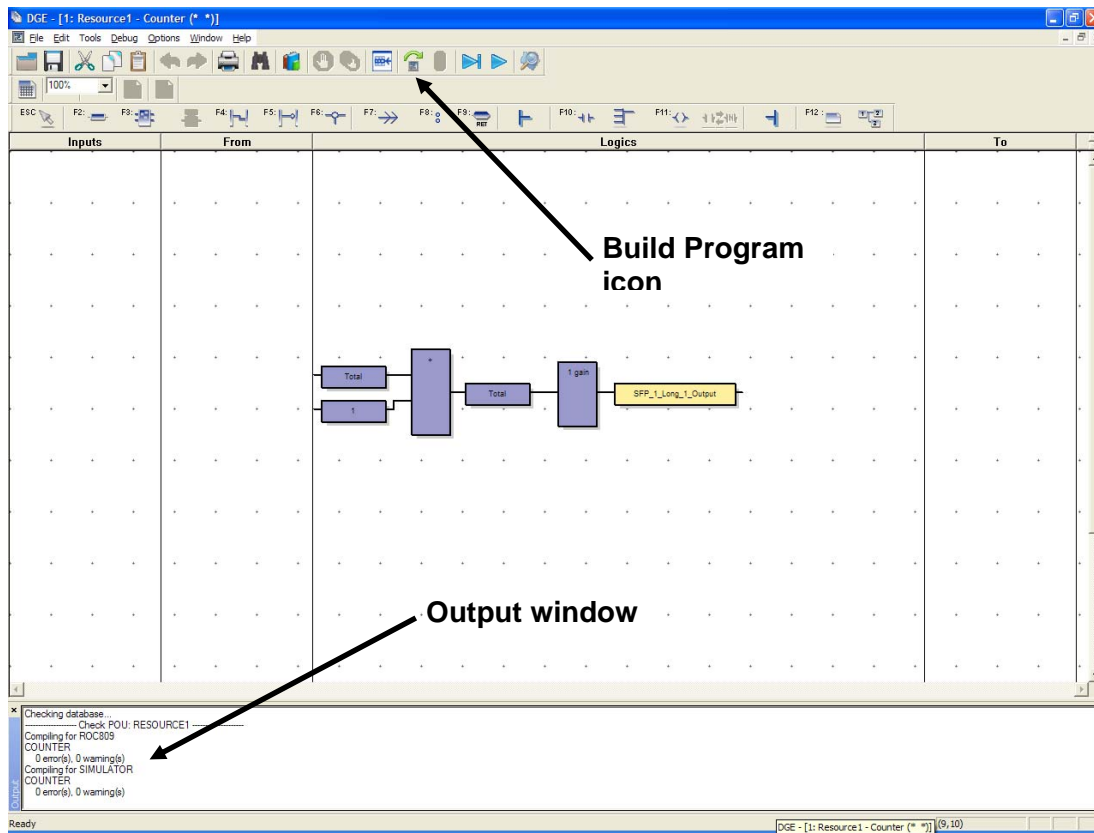 DGE - [1: Resource1 - Counter (* *)]
File Edit Tools Debug Options Window Help
100%
ESC F2: F3: F4: F5: F6: F7: F8: F9: RET F10: F11: F12:
Inputs From Logics To
Build Program
icon
Total
1
1 gain
Total
SFP_1_Long_1_Output
Output window
Checking database...
-------------------- Check POU: RESOURCE1 --------------------
Compiling for ROC809
COUNTER
0 error(s), 0 warning(s)
Compiling for SIMULATOR
COUNTER
0 error(s), 0 warning(s)
Output
Ready
DGE - [1: Resource1 - Counter (* *)]
(9,10)